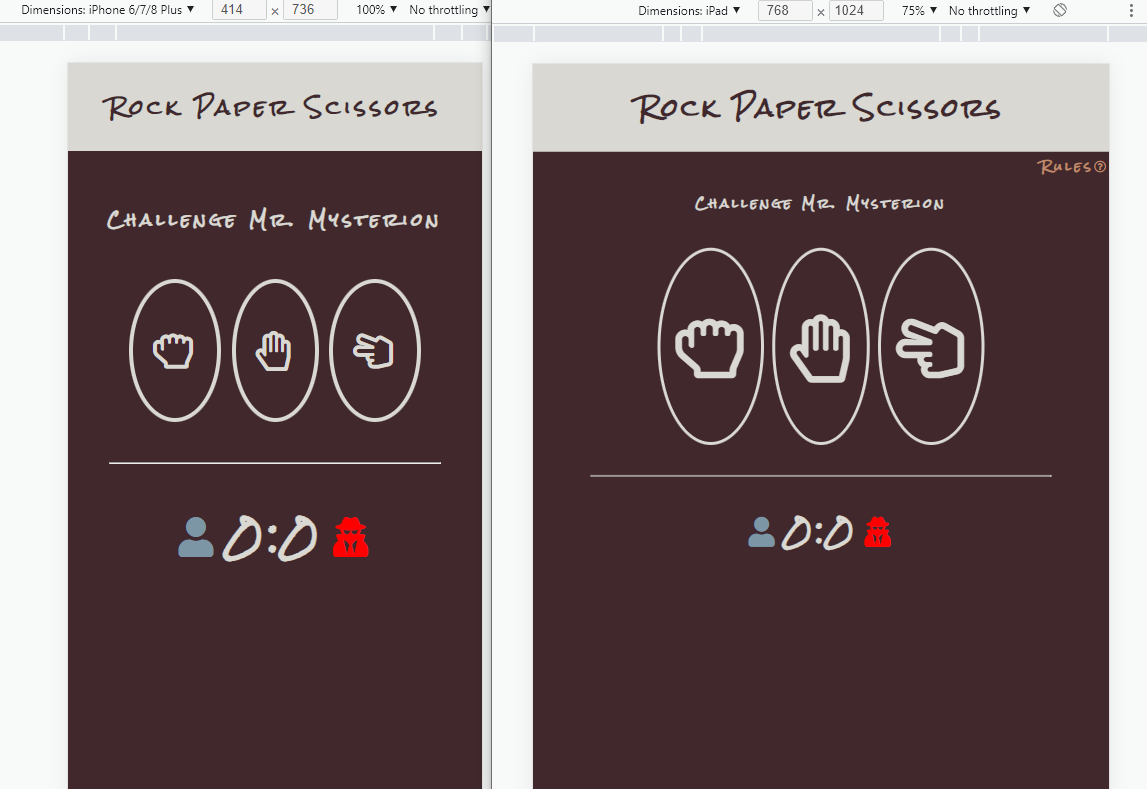 Dimensions: iPhone 6/7/8 Plus ▼ 414 × 736 100% ▼ No throttling ▼
Rock Paper Scissors
Challenge Mr. Mysterion
0:0
Dimensions: iPad ▼ 768 × 1024 75% ▼ No throttling ▼
Rock Paper Scissors
Rules?
Challenge Mr. Mysterion
0:0